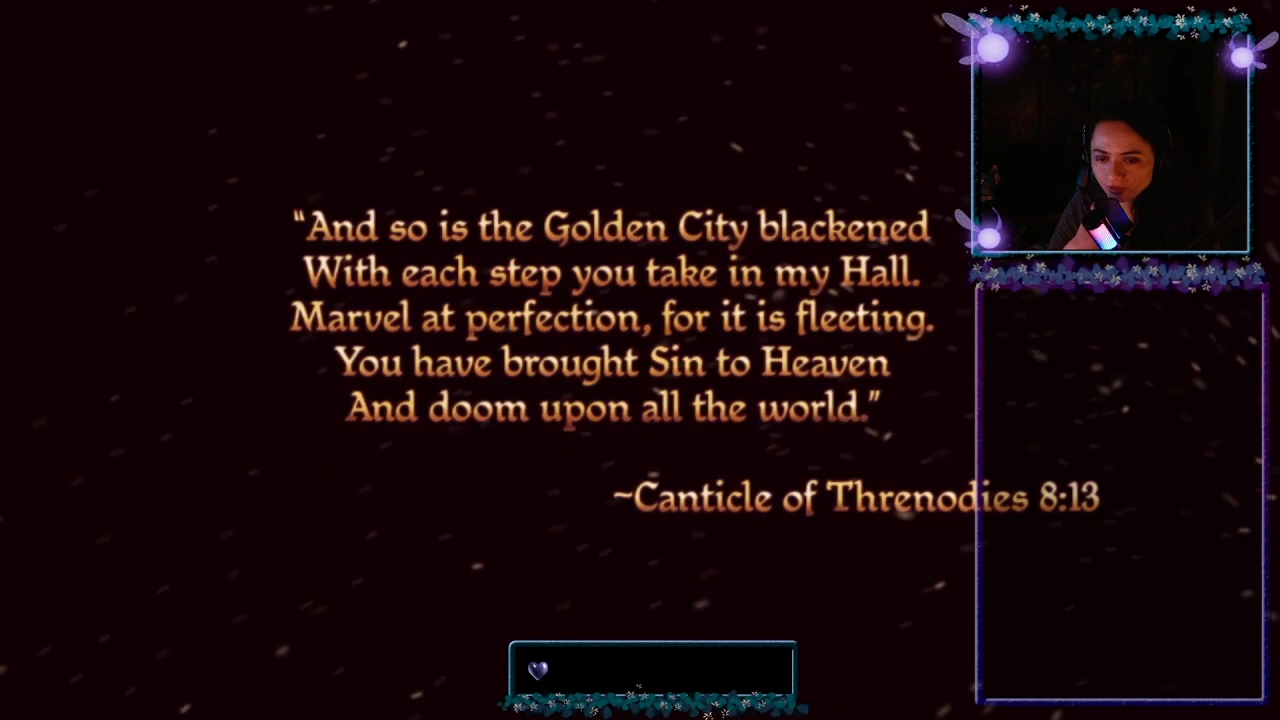 “And so is the Golden City blackened
With each step you take in my Hall.
Marvel at perfection, for it is fleeting.
You have brought Sin to Heaven
And doom upon all the world.”
~Canticle of Threnodies 8:13